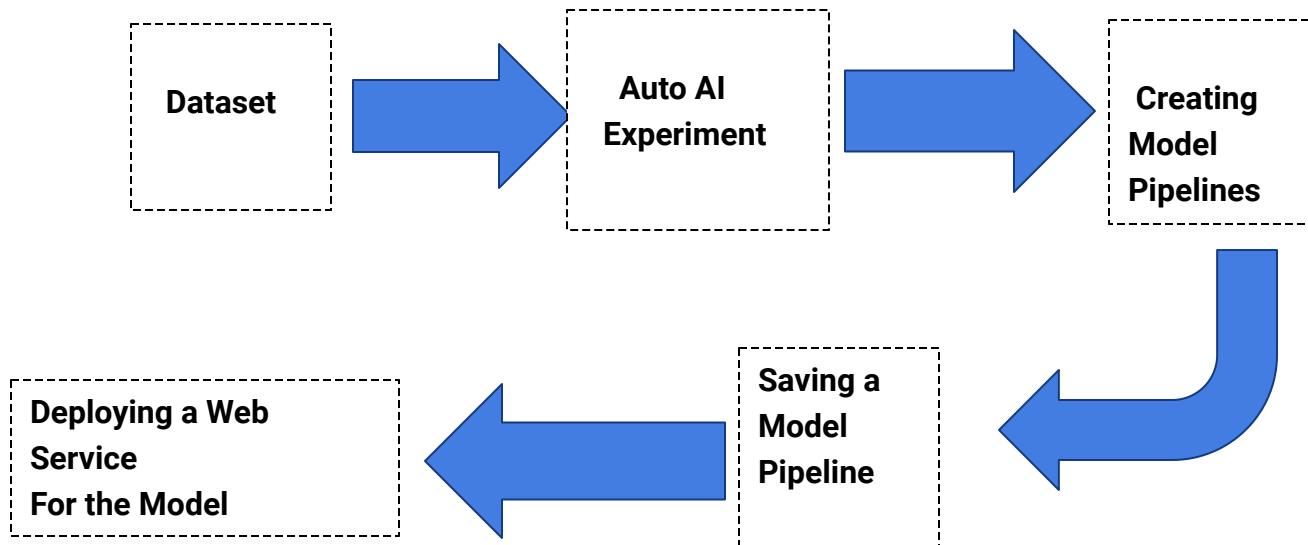 Dataset
Auto AI
Experiment
Creating
Model
Pipelines
Saving a
Model
Pipeline
Deploying a Web
Service
For the Model